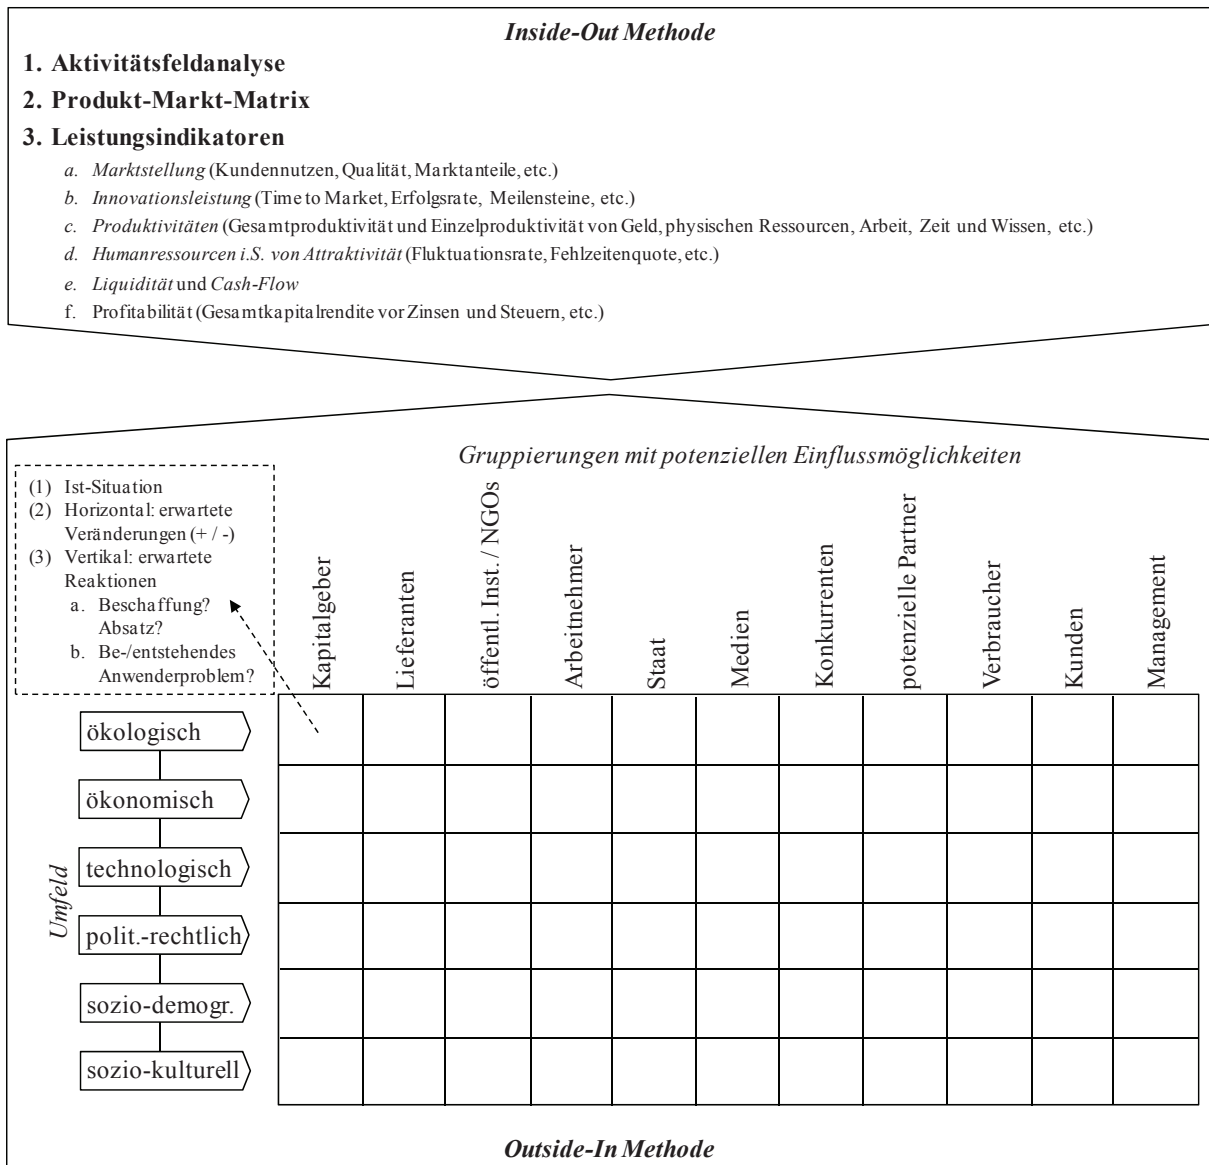 Inside-Out Methode
1. Aktivitätsfeldanalyse
2. Produkt-Markt-Matrix
3. Leistungsindikatoren
a. Marktstellung (Kundennutzen, Qualität, Marktanteile, etc.)
b. Innovationsleistung (Time to Market, Erfolgsrate, Meilensteine, etc.)
c. Produktivitäten (Gesamtproduktivität und Einzelproduktivität von Geld, physischen Ressourcen, Arbeit, Zeit und Wissen, etc.)
d. Humanressourcen i.S. von Attraktivität (Fluktuationsrate, Fehlzeitenquote, etc.)
e. Liquidität und Cash-Flow
f. Profitabilität (Gesamtkapitalrendite vor Zinsen und Steuern, etc.)
Gruppierungen mit potenziellen Einflussmöglichkeiten
(1) Ist-Situation
(2) Horizontal: erwartete
Veränderungen (+ / -)
(3) Vertikal: erwartete
Reaktionen
a. Beschaffung?
Absatz?
b. Be-/entstehendes
Anwenderproblem?
Kapitalgeber
Lieferanten
öffentl. Inst. / NGOs
Arbeitnehmer
Staat
Medien
Konkurrenten
potenzielle Partner
Verbraucher
Kunden
Management
Umfeld
ökologisch
ökonomisch
technologisch
polit.-rechtlich
sozio-demogr.
sozio-kulturell
Outside-In Methode